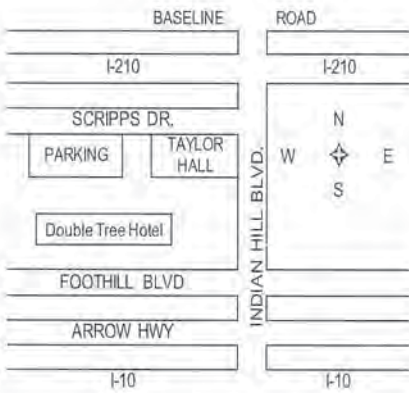 BASELINE ROAD
I-210 I-210
SCRIPPS DR.
PARKING
TAYLOR
HALL
N
W E
S
INDIAN HILL BLVD.
Double Tree Hotel
FOOTHILL BLVD
ARROW HWY
I-10 I-10